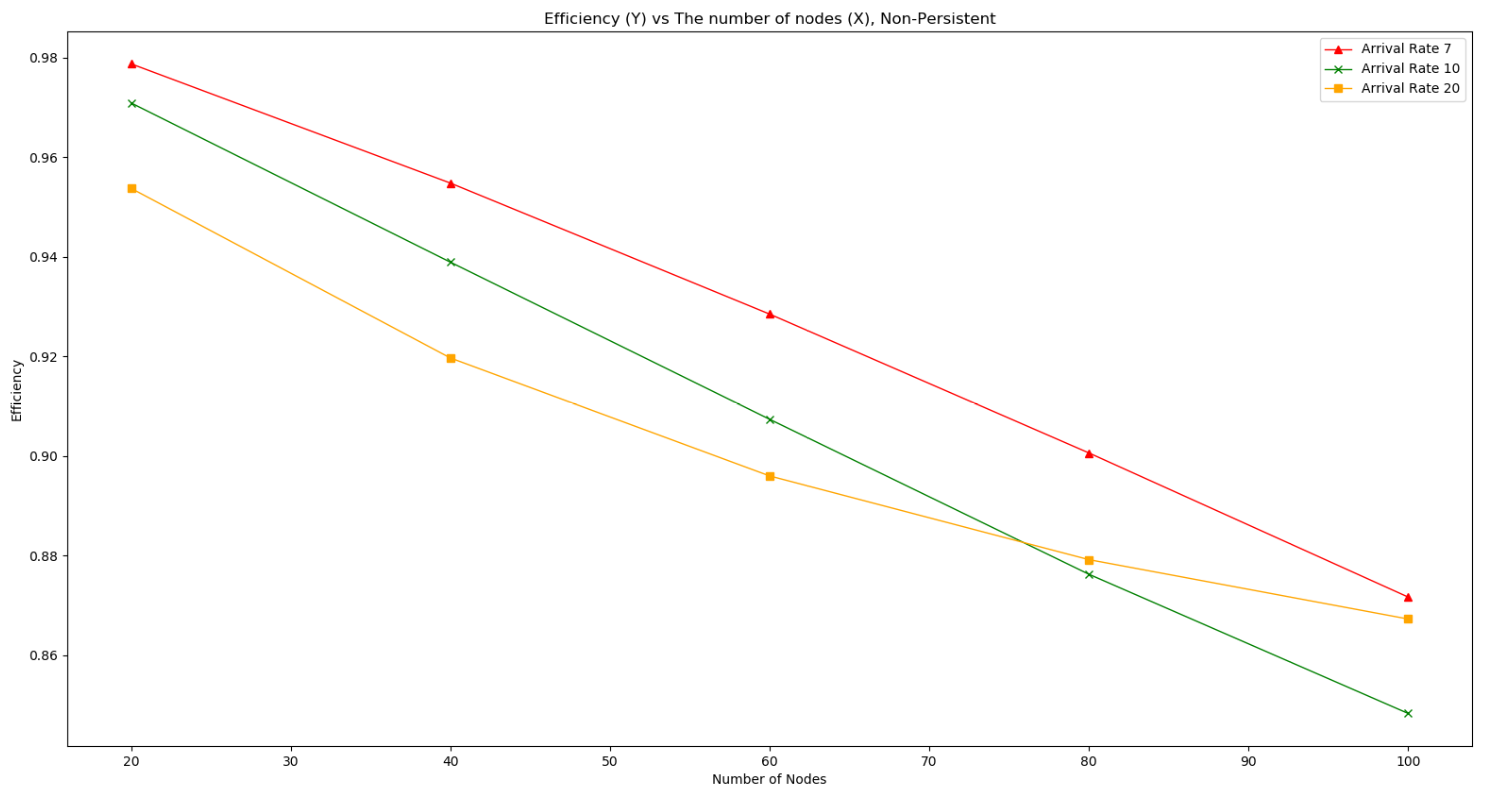 Efficiency (Y) vs The number of nodes (X), Non-Persistent
Arrival Rate 7
Arrival Rate 10
Arrival Rate 20
0.98
0.96
0.94
0.92
0.90
0.88
0.86
Efficiency
20 30 40 50 60 70 80 90 100
Number of Nodes